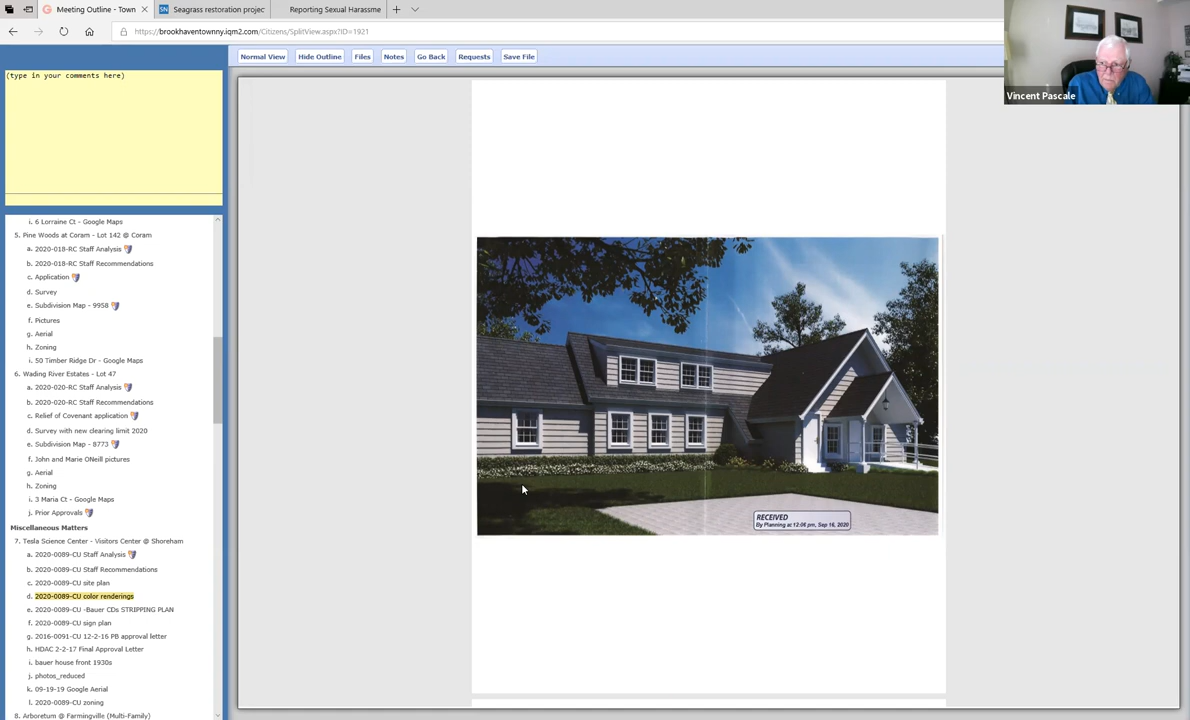 Meeting Outline - Town
Seagrass restoration projec
Reporting Sexual Harassme
https://brookhaventownny.iqm2.com/Citizens/SplitView.aspx?ID=1921
Vincent Pascale
Normal View
Hide Outline
Files
Notes
Go Back
Requests
Save File
(type in your comments here)
i. 6 Lorraine Ct - Google Maps
5. Pine Woods at Coram - Lot 142 @ Coram
a. 2020-018-RC Staff Analysis
b. 2020-018-RC Staff Recommendations
c. Application
d. Survey
e. Subdivision Map - 9958
f. Pictures
g. Aerial
h. Zoning
i. 50 Timber Ridge Dr - Google Maps
6. Wading River Estates - Lot 47
a. 2020-020-RC Staff Analysis
b. 2020-020-RC Staff Recommendations
c. Relief of Covenant application
d. Survey with new clearing limit 2020
e. Subdivision Map - 8773
f. John and Marie ONeill pictures
g. Aerial
h. Zoning
i. 3 Maria Ct - Google Maps
j. Prior Approvals
Miscellaneous Matters
7. Tesla Science Center - Visitors Center @ Shoreham
a. 2020-0089-CU Staff Analysis
b. 2020-0089-CU Staff Recommendations
c. 2020-0089-CU site plan
d. 2020-0089-CU color renderings
e. 2020-0089-CU -Bauer CDs STRIPPING PLAN
f. 2020-0089-CU sign plan
g. 2016-0091-CU 12-2-16 PB approval letter
h. HDAC 2-2-17 Final Approval Letter
i. bauer house front 1930s
j. photos_reduced
k. 09-19-19 Google Aerial
l. 2020-0089-CU zoning
8. Arboretum @ Farmingville (Multi-Family)
RECEIVED
By Planning at 12:06 pm, Sep 16, 2020